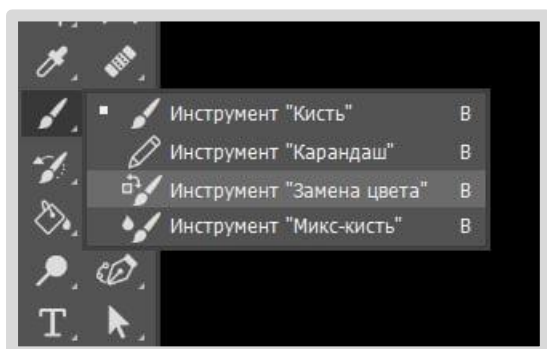 Инструмент "Кисть" B
Инструмент "Карандаш" B
Инструмент "Замена цвета" B
Инструмент "Микс-кисть" B
T